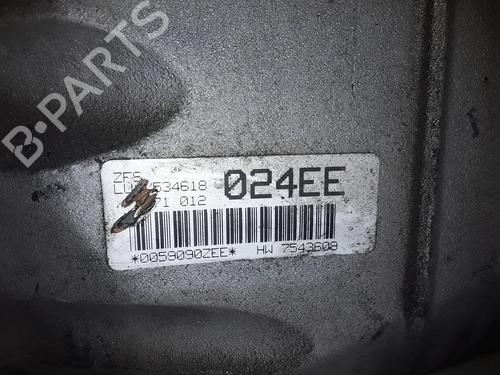 B-PARTS
ZFS
534618 024EE
71 012
*0059090ZEE* HW 7543608